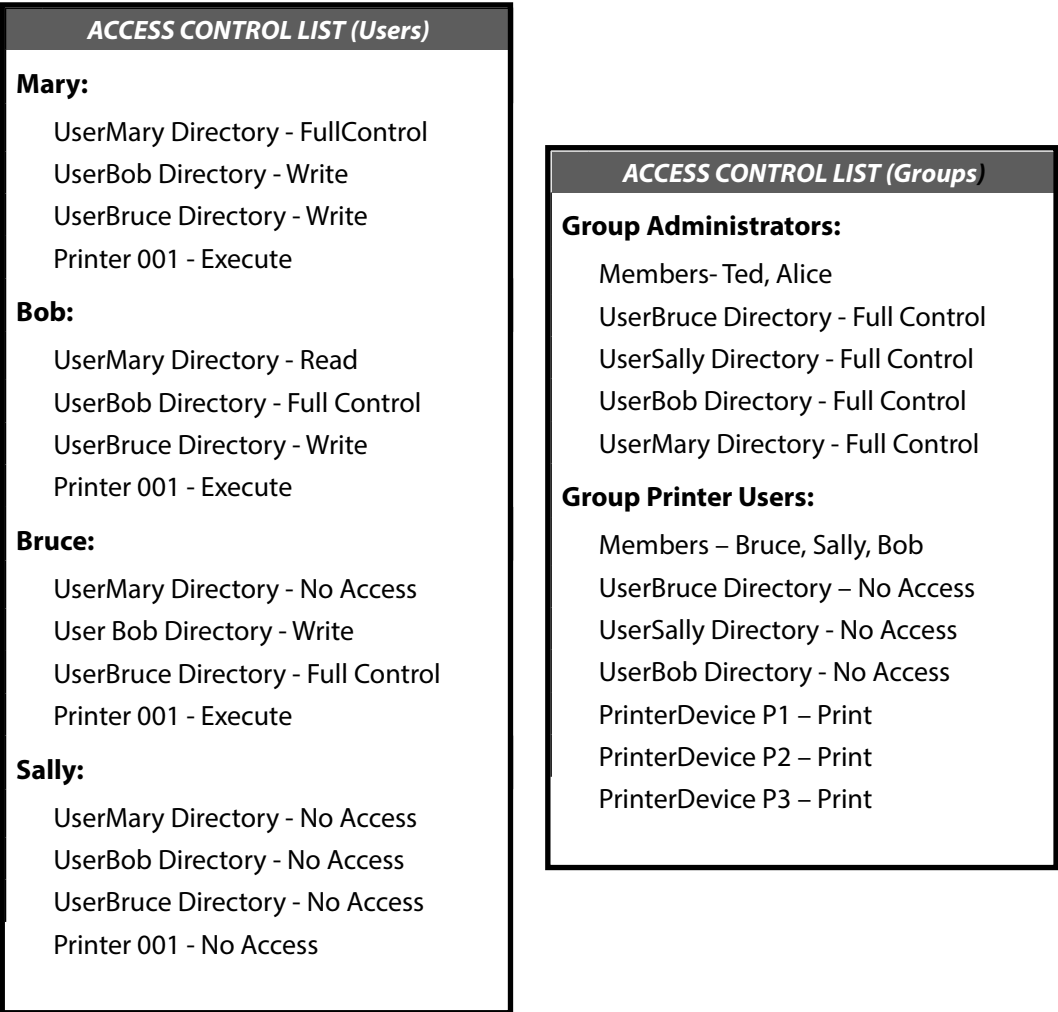 ACCESS CONTROL LIST (Users)
Mary:
UserMary Directory - FullControl
UserBob Directory - Write
UserBruce Directory - Write
Printer 001 - Execute
Bob:
UserMary Directory - Read
UserBob Directory - Full Control
UserBruce Directory - Write
Printer 001 - Execute
Bruce:
UserMary Directory - No Access
User Bob Directory - Write
UserBruce Directory - Full Control
Printer 001 - Execute
Sally:
UserMary Directory - No Access
UserBob Directory - No Access
UserBruce Directory - No Access
Printer 001 - No Access
ACCESS CONTROL LIST (Groups)
Group Administrators:
Members- Ted, Alice
UserBruce Directory - Full Control
UserSally Directory - Full Control
UserBob Directory - Full Control
UserMary Directory - Full Control
Group Printer Users:
Members – Bruce, Sally, Bob
UserBruce Directory – No Access
UserSally Directory - No Access
UserBob Directory - No Access
PrinterDevice P1 – Print
PrinterDevice P2 – Print
PrinterDevice P3 – Print